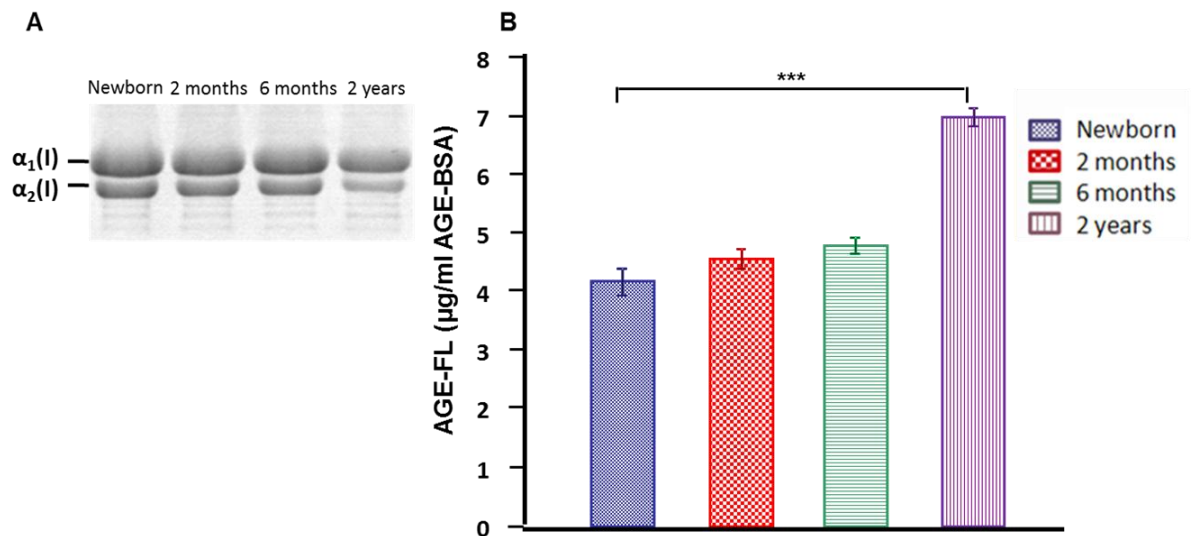 A
Newborn 2 months 6 months 2 years
α₁(I)
α₂(I)
B
AGE-FL (µg/ml AGE-BSA)
8
7
6
5
4
3
2
1
0
***
Newborn
2 months
6 months
2 years